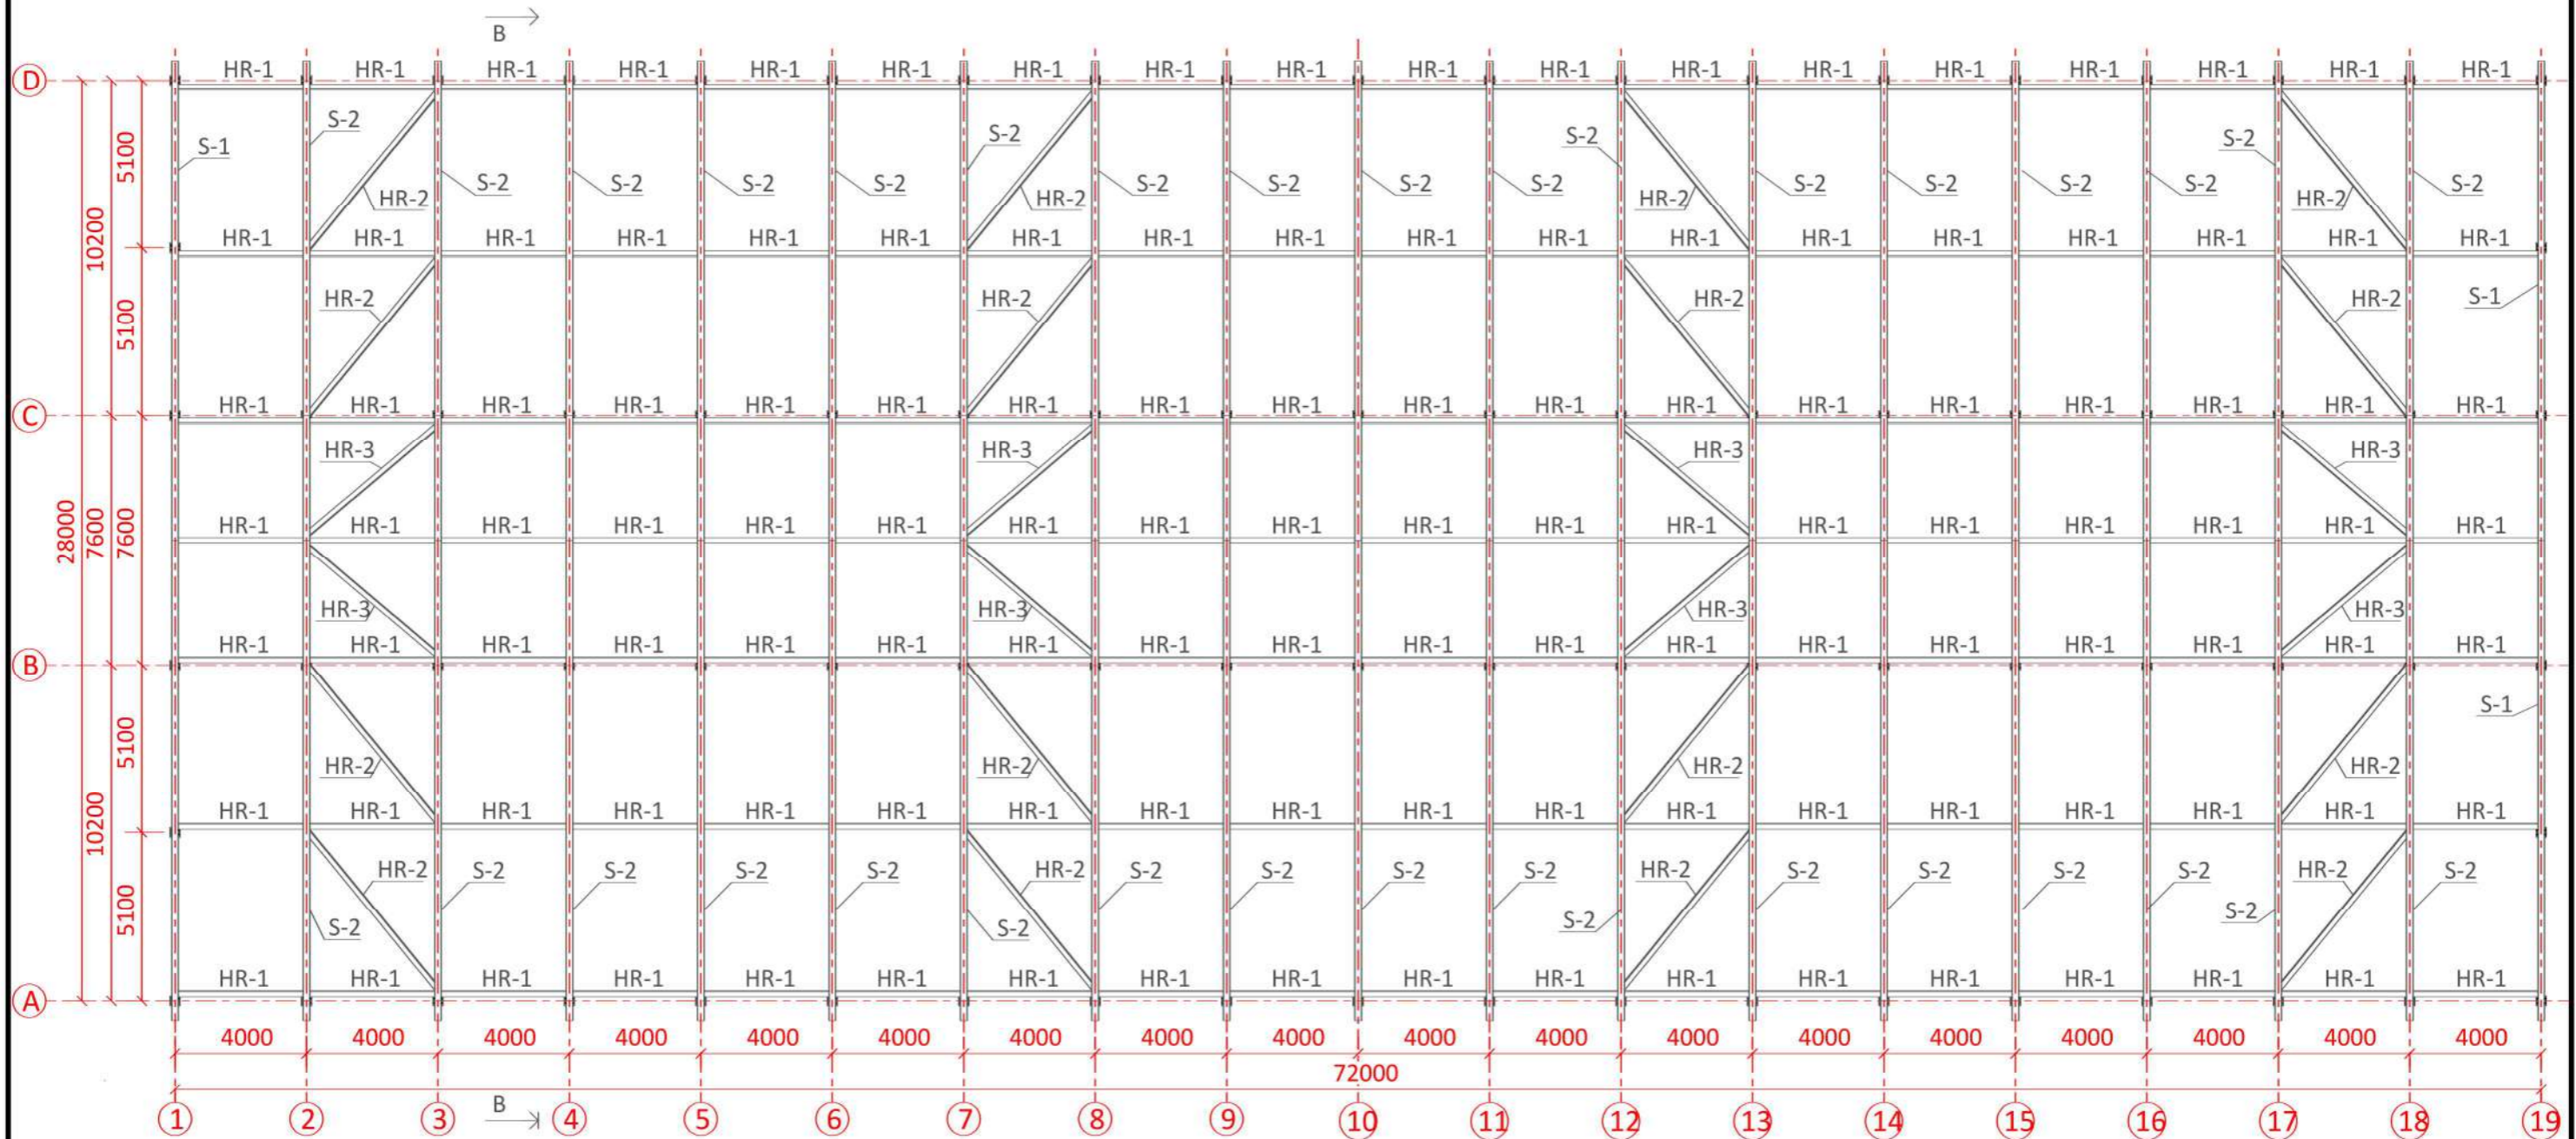 B
HR-1 HR-1 HR-1 HR-1 HR-1 HR-1 HR-1 HR-1 HR-1 HR-1 HR-1 HR-1 HR-1 HR-1 HR-1 HR-1 HR-1 HR-1
D
S-2 S-2 S-2 S-2
5100 S-1
S-2 S-2 S-2 S-2 S-2 S-2 S-2 S-2 S-2 S-2 S-2 S-2 S-2
HR-2 HR-2 HR-2 HR-2
10200
HR-1 HR-1 HR-1 HR-1 HR-1 HR-1 HR-1 HR-1 HR-1 HR-1 HR-1 HR-1 HR-1 HR-1 HR-1 HR-1 HR-1 HR-1
5100 HR-2 HR-2 HR-2 HR-2 S-1
HR-1 HR-1 HR-1 HR-1 HR-1 HR-1 HR-1 HR-1 HR-1 HR-1 HR-1 HR-1 HR-1 HR-1 HR-1 HR-1 HR-1 HR-1
C
HR-3 HR-3 HR-3 HR-3
28000 7600 7600
HR-1 HR-1 HR-1 HR-1 HR-1 HR-1 HR-1 HR-1 HR-1 HR-1 HR-1 HR-1 HR-1 HR-1 HR-1 HR-1 HR-1 HR-1
HR-3 HR-3 HR-3 HR-3
HR-1 HR-1 HR-1 HR-1 HR-1 HR-1 HR-1 HR-1 HR-1 HR-1 HR-1 HR-1 HR-1 HR-1 HR-1 HR-1 HR-1 HR-1
B
S-1
5100 HR-2 HR-2 HR-2 HR-2
HR-1 HR-1 HR-1 HR-1 HR-1 HR-1 HR-1 HR-1 HR-1 HR-1 HR-1 HR-1 HR-1 HR-1 HR-1 HR-1 HR-1 HR-1
10200
HR-2 S-2 S-2 S-2 S-2 HR-2 S-2 S-2 S-2 S-2 HR-2 S-2 S-2 S-2 S-2 HR-2 S-2
5100 S-2 S-2 S-2 S-2
HR-1 HR-1 HR-1 HR-1 HR-1 HR-1 HR-1 HR-1 HR-1 HR-1 HR-1 HR-1 HR-1 HR-1 HR-1 HR-1 HR-1 HR-1
A
4000 4000 4000 4000 4000 4000 4000 4000 4000 4000 4000 4000 4000 4000 4000 4000 4000 4000
72000
B
1 2 3 4 5 6 7 8 9 10 11 12 13 14 15 16 17 18 19